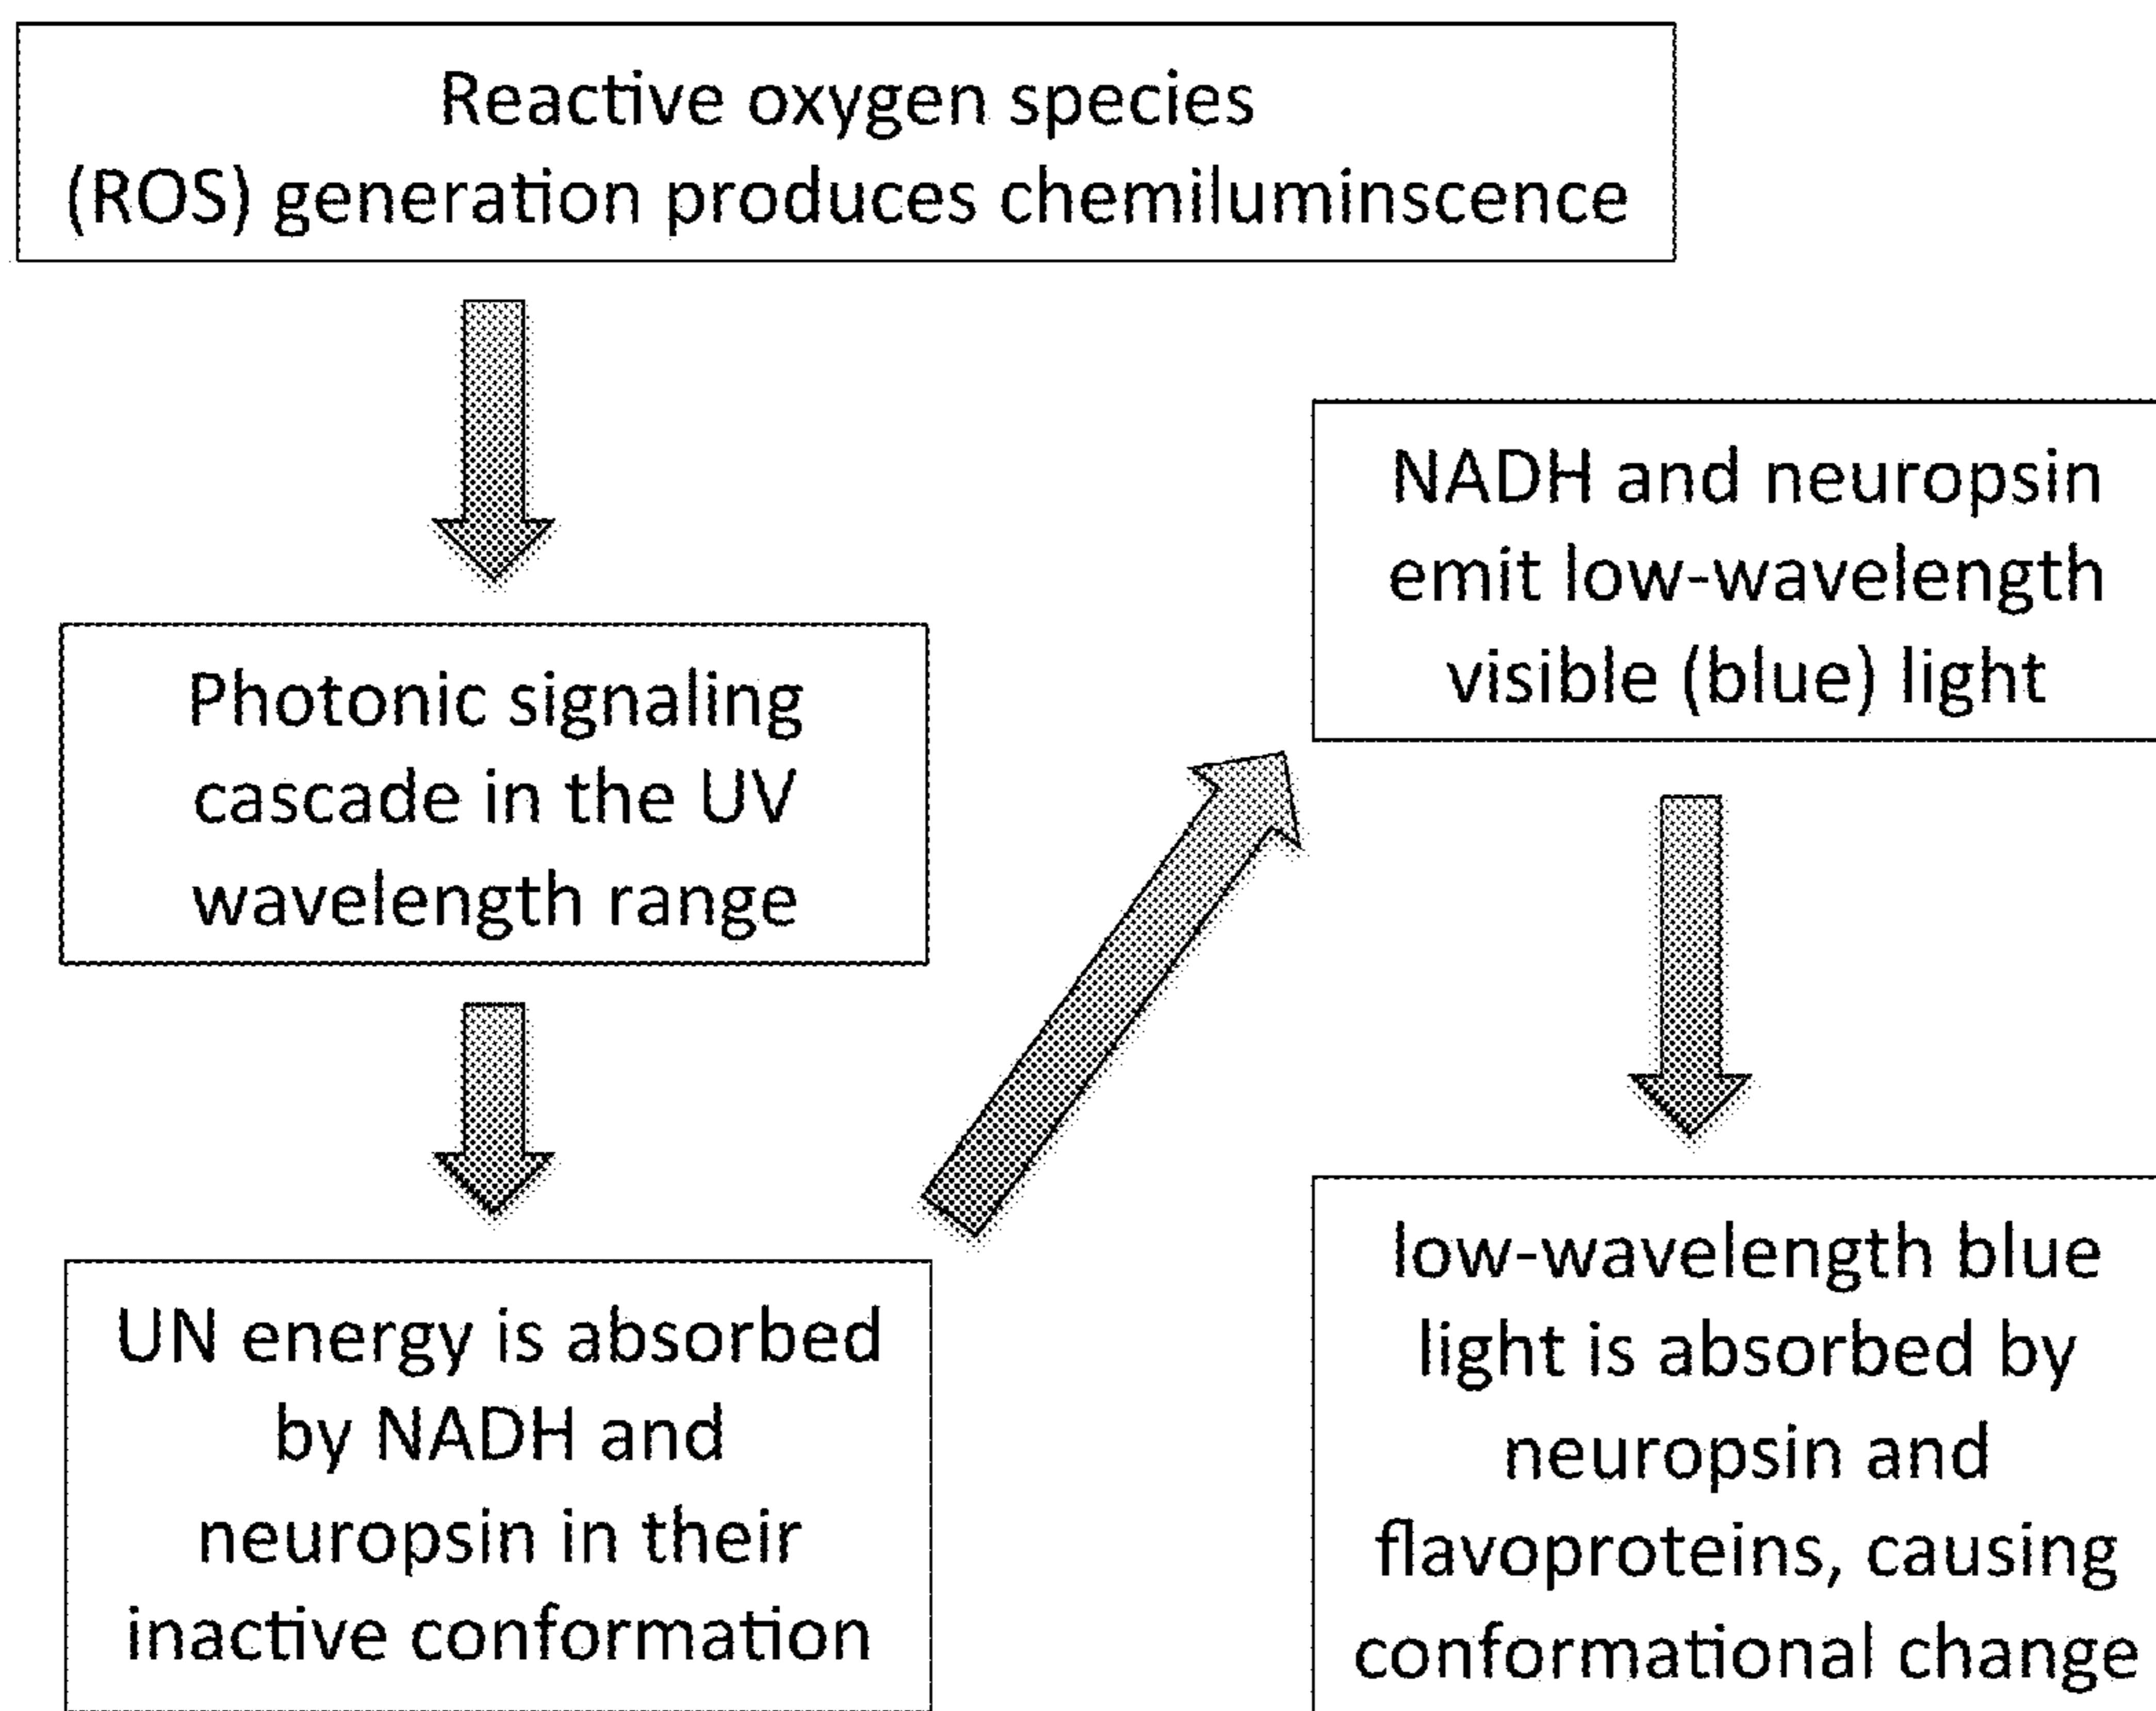 Reactive oxygen species
(ROS) generation produces chemiluminscence
Photonic signaling
cascade in the UV
wavelength range
UN energy is absorbed
by NADH and
neuropsin in their
inactive conformation
NADH and neuropsin
emit low-wavelength
visible (blue) light
low-wavelength blue
light is absorbed by
neuropsin and
flavoproteins, causing
conformational change